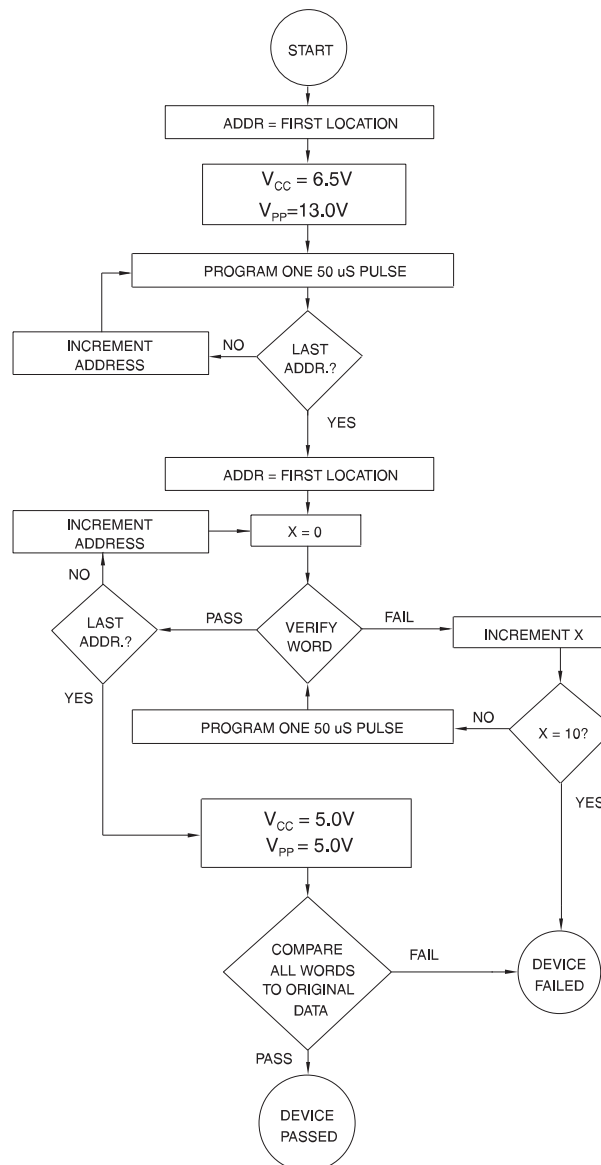 START
ADDR = FIRST LOCATION
VCC = 6.5V
VPP=13.0V
PROGRAM ONE 50 uS PULSE
INCREMENT
ADDRESS
NO
LAST
ADDR.?
YES
ADDR = FIRST LOCATION
INCREMENT
ADDRESS
X = 0
NO
LAST
ADDR.?
PASS
VERIFY
WORD
FAIL
INCREMENT X
YES
PROGRAM ONE 50 uS PULSE
NO
X = 10?
YES
VCC = 5.0V
VPP = 5.0V
COMPARE
ALL WORDS
TO ORIGINAL
DATA
FAIL
DEVICE
FAILED
PASS
DEVICE
PASSED